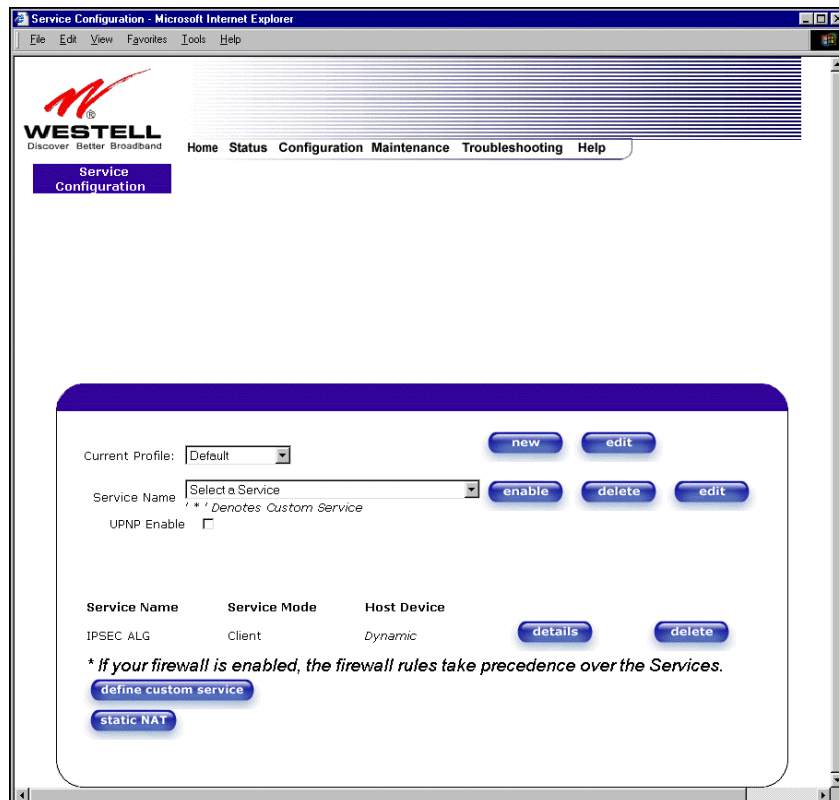 Service Configuration - Microsoft Internet Explorer
File Edit View Favorites Tools Help
®
WESTELL
Discover Better Broadband
Home Status Configuration Maintenance Troubleshooting Help
Service
Configuration
new edit
Current Profile: Default
Service Name Select a Service enable delete edit
' * ' Denotes Custom Service
UPNP Enable
Service Name Service Mode Host Device
IPSEC ALG Client Dynamic details delete
* If your firewall is enabled, the firewall rules take precedence over the Services.
define custom service
static NAT